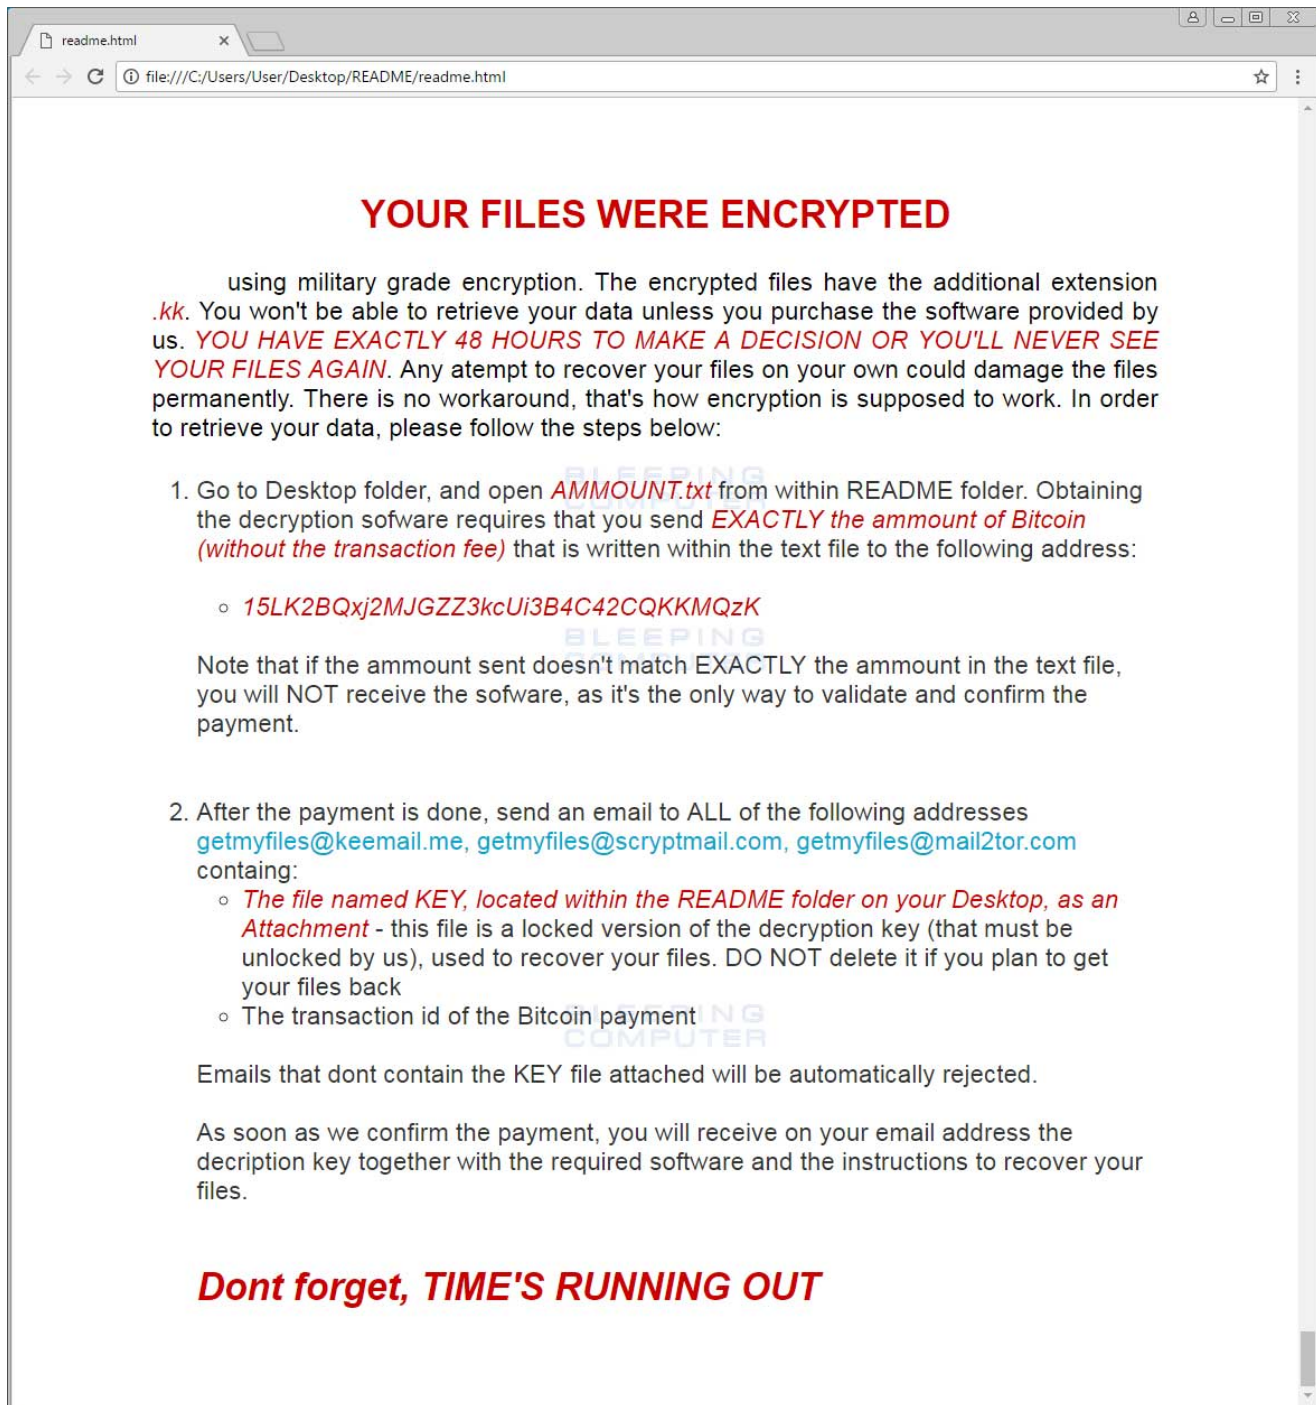 readme.html
file:///C:/Users/User/Desktop/README/readme.html
YOUR FILES WERE ENCRYPTED
using military grade encryption. The encrypted files have the additional extension
.kk. You won't be able to retrieve your data unless you purchase the software provided by
us. YOU HAVE EXACTLY 48 HOURS TO MAKE A DECISION OR YOU'LL NEVER SEE
YOUR FILES AGAIN. Any atempt to recover your files on your own could damage the files
permanently. There is no workaround, that's how encryption is supposed to work. In order
to retrieve your data, please follow the steps below:
BLEEPING
COMPUTER
1. Go to Desktop folder, and open AMMOUNT.txt from within README folder. Obtaining
the decryption sofware requires that you send EXACTLY the ammount of Bitcoin
(without the transaction fee) that is written within the text file to the following address:
◦ 15LK2BQxj2MJGZZ3kcUi3B4C42CQKKMQzK
BLEEPING
COMPUTER
Note that if the ammount sent doesn't match EXACTLY the ammount in the text file,
you will NOT receive the sofware, as it's the only way to validate and confirm the
payment.
2. After the payment is done, send an email to ALL of the following addresses
getmyfiles@keemail.me, getmyfiles@scryptmail.com, getmyfiles@mail2tor.com
containg:
◦ The file named KEY, located within the README folder on your Desktop, as an
Attachment - this file is a locked version of the decryption key (that must be
unlocked by us), used to recover your files. DO NOT delete it if you plan to get
your files back
◦ The transaction id of the Bitcoin payment
BLEEPING
COMPUTER
Emails that dont contain the KEY file attached will be automatically rejected.
As soon as we confirm the payment, you will receive on your email address the
decription key together with the required software and the instructions to recover your
files.
Dont forget, TIME'S RUNNING OUT